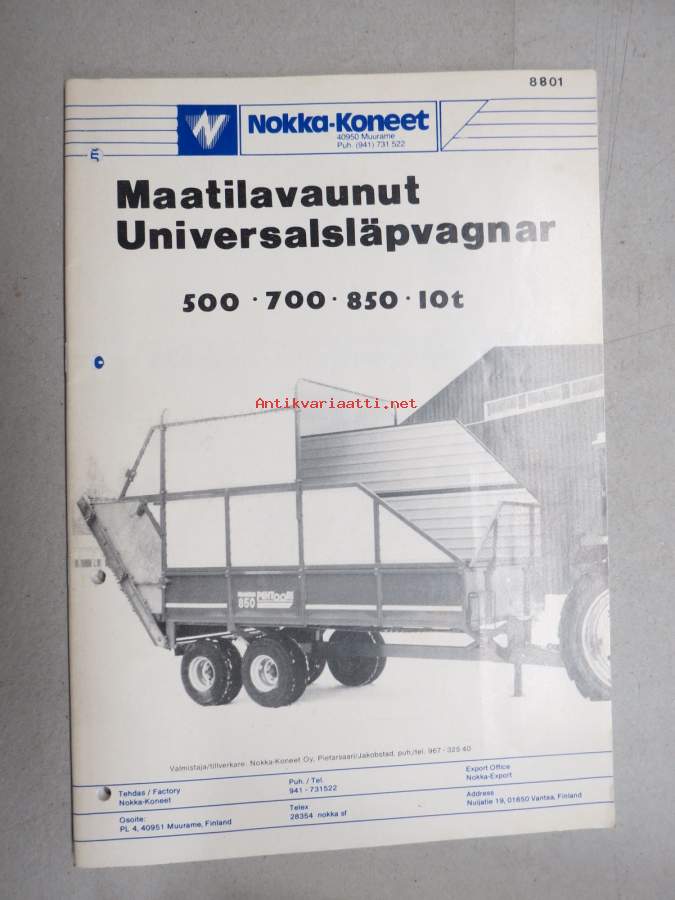 8801
Nokka-Koneet
40950 Muurame
Puh. (941) 731 522
Maatilavaunut
Universalsläpvagnar
500 · 700 · 850 · 10t
Antikvariaatti.net
850
Valmistaja/tillverkare: Nokka-Koneet Oy, Pietarsaari/Jakobstad, puh./tel. 967 - 325 40
Tehdas / Factory
Nokka-Koneet
Osoite:
PL 4, 40951 Muurame, Finland
Puh. / Tel.
941 - 731522
Telex
28354 nokka sf
Export Office
Nokka-Export
Address
Nuijatie 19, 01650 Vantaa, Finland